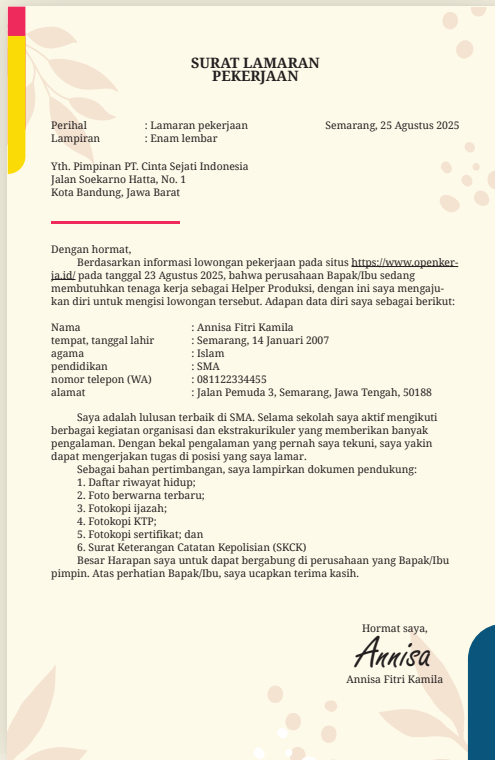 SURAT LAMARAN
PEKERJAAN
Perihal : Lamaran pekerjaan Semarang, 25 Agustus 2025
Lampiran : Enam lembar
Yth. Pimpinan PT. Cinta Sejati Indonesia
Jalan Soekarno Hatta, No. 1
Kota Bandung, Jawa Barat
Dengan hormat,
Berdasarkan informasi lowongan pekerjaan pada situs https://www.openker-
ja.id/ pada tanggal 23 Agustus 2025, bahwa perusahaan Bapak/Ibu sedang
membutuhkan tenaga kerja sebagai Helper Produksi, dengan ini saya mengaju-
kan diri untuk mengisi lowongan tersebut. Adapan data diri saya sebagai berikut:
Nama : Annisa Fitri Kamila
tempat, tanggal lahir : Semarang, 14 Januari 2007
agama : Islam
pendidikan : SMA
nomor telepon (WA) : 081122334455
alamat : Jalan Pemuda 3, Semarang, Jawa Tengah, 50188
Saya adalah lulusan terbaik di SMA. Selama sekolah saya aktif mengikuti
berbagai kegiatan organisasi dan ekstrakurikuler yang memberikan banyak
pengalaman. Dengan bekal pengalaman yang pernah saya tekuni, saya yakin
dapat mengerjakan tugas di posisi yang saya lamar.
Sebagai bahan pertimbangan, saya lampirkan dokumen pendukung:
1. Daftar riwayat hidup;
2. Foto berwarna terbaru;
3. Fotokopi ijazah;
4. Fotokopi KTP;
5. Fotokopi sertifikat; dan
6. Surat Keterangan Catatan Kepolisian (SKCK)
Besar Harapan saya untuk dapat bergabung di perusahaan yang Bapak/Ibu
pimpin. Atas perhatian Bapak/Ibu, saya ucapkan terima kasih.
Hormat saya,
Annisa
Annisa Fitri Kamila